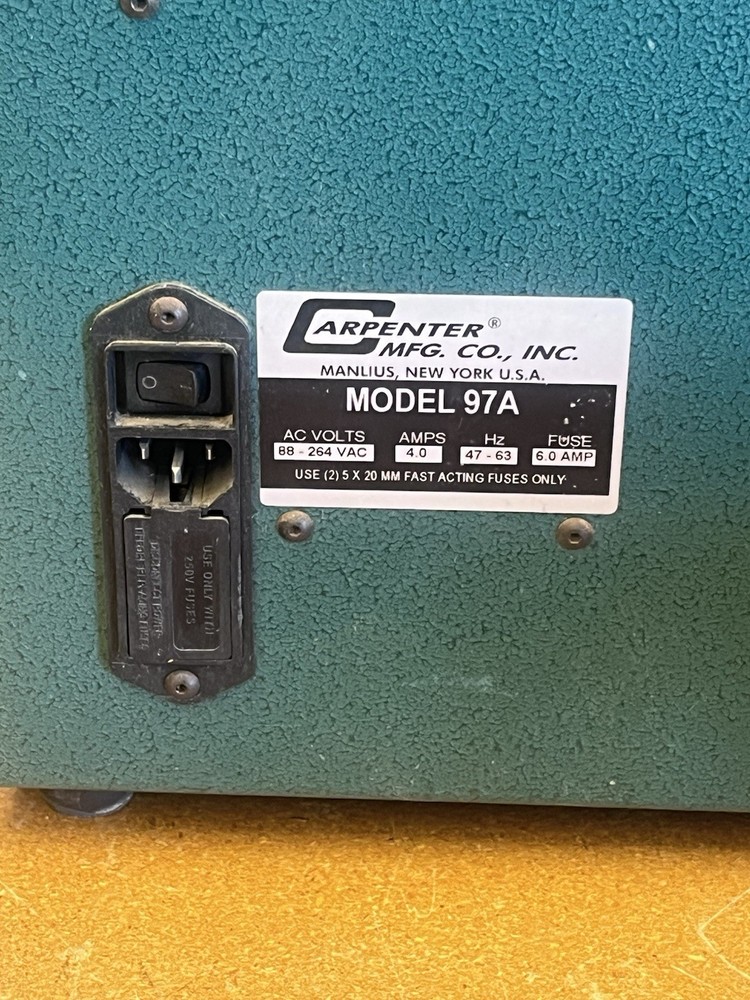 CARPENTER®
MFG. CO., INC.
MANLIUS, NEW YORK U.S.A.
MODEL 97A
AC VOLTS AMPS Hz FUSE
88 - 264 VAC 4.0 47 - 63 6.0 AMP
USE (2) 5 X 20 MM FAST ACTING FUSES ONLY
USE ONLY WITH
250V FUSES
DISCONNECT POWER